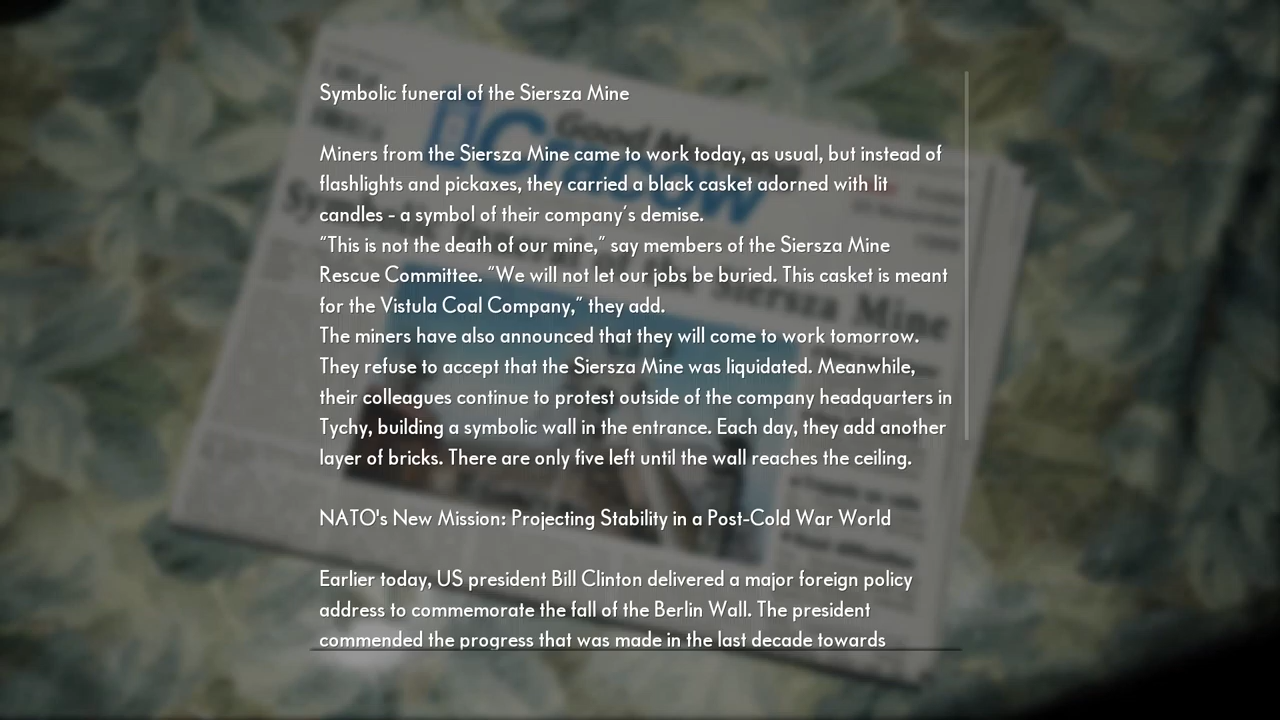 Symbolic funeral of the Siersza Mine
Miners from the Siersza Mine came to work today, as usual, but instead of
flashlights and pickaxes, they carried a black casket adorned with lit
candles - a symbol of their company´s demise.
"This is not the death of our mine," say members of the Siersza Mine
Rescue Committee. "We will not let our jobs be buried. This casket is meant
for the Vistula Coal Company," they add.
The miners have also announced that they will come to work tomorrow.
They refuse to accept that the Siersza Mine was liquidated. Meanwhile,
their colleagues continue to protest outside of the company headquarters in
Tychy, building a symbolic wall in the entrance. Each day, they add another
layer of bricks. There are only five left until the wall reaches the ceiling.
NATO's New Mission: Projecting Stability in a Post-Cold War World
Earlier today, US president Bill Clinton delivered a major foreign policy
address to commemorate the fall of the Berlin Wall. The president
commended the progress that was made in the last decade towards
Good
Cracow
Siersza Mine